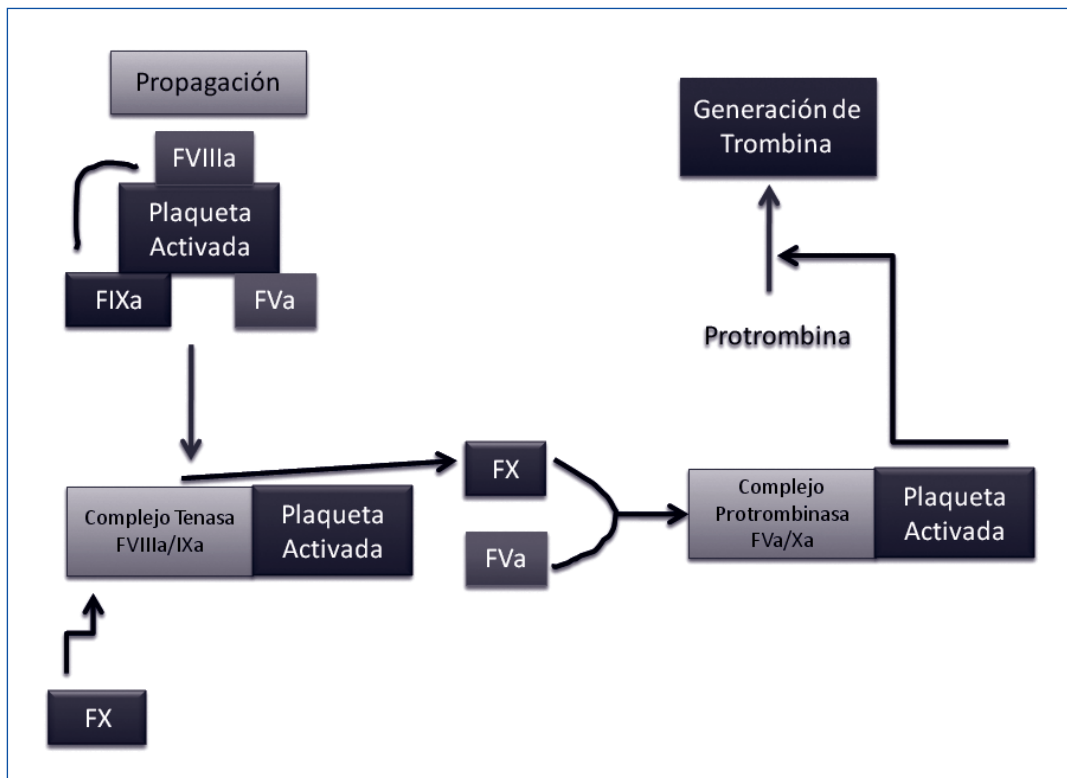 Propagación
FVIIIa
Plaqueta
Activada
FIXa
FVa
Generación de
Trombina
Protrombina
FX
FVa
Complejo Tenasa
FVIIIa/IXa
Plaqueta
Activada
Complejo
Protrombinasa
FVa/Xa
Plaqueta
Activada
FX